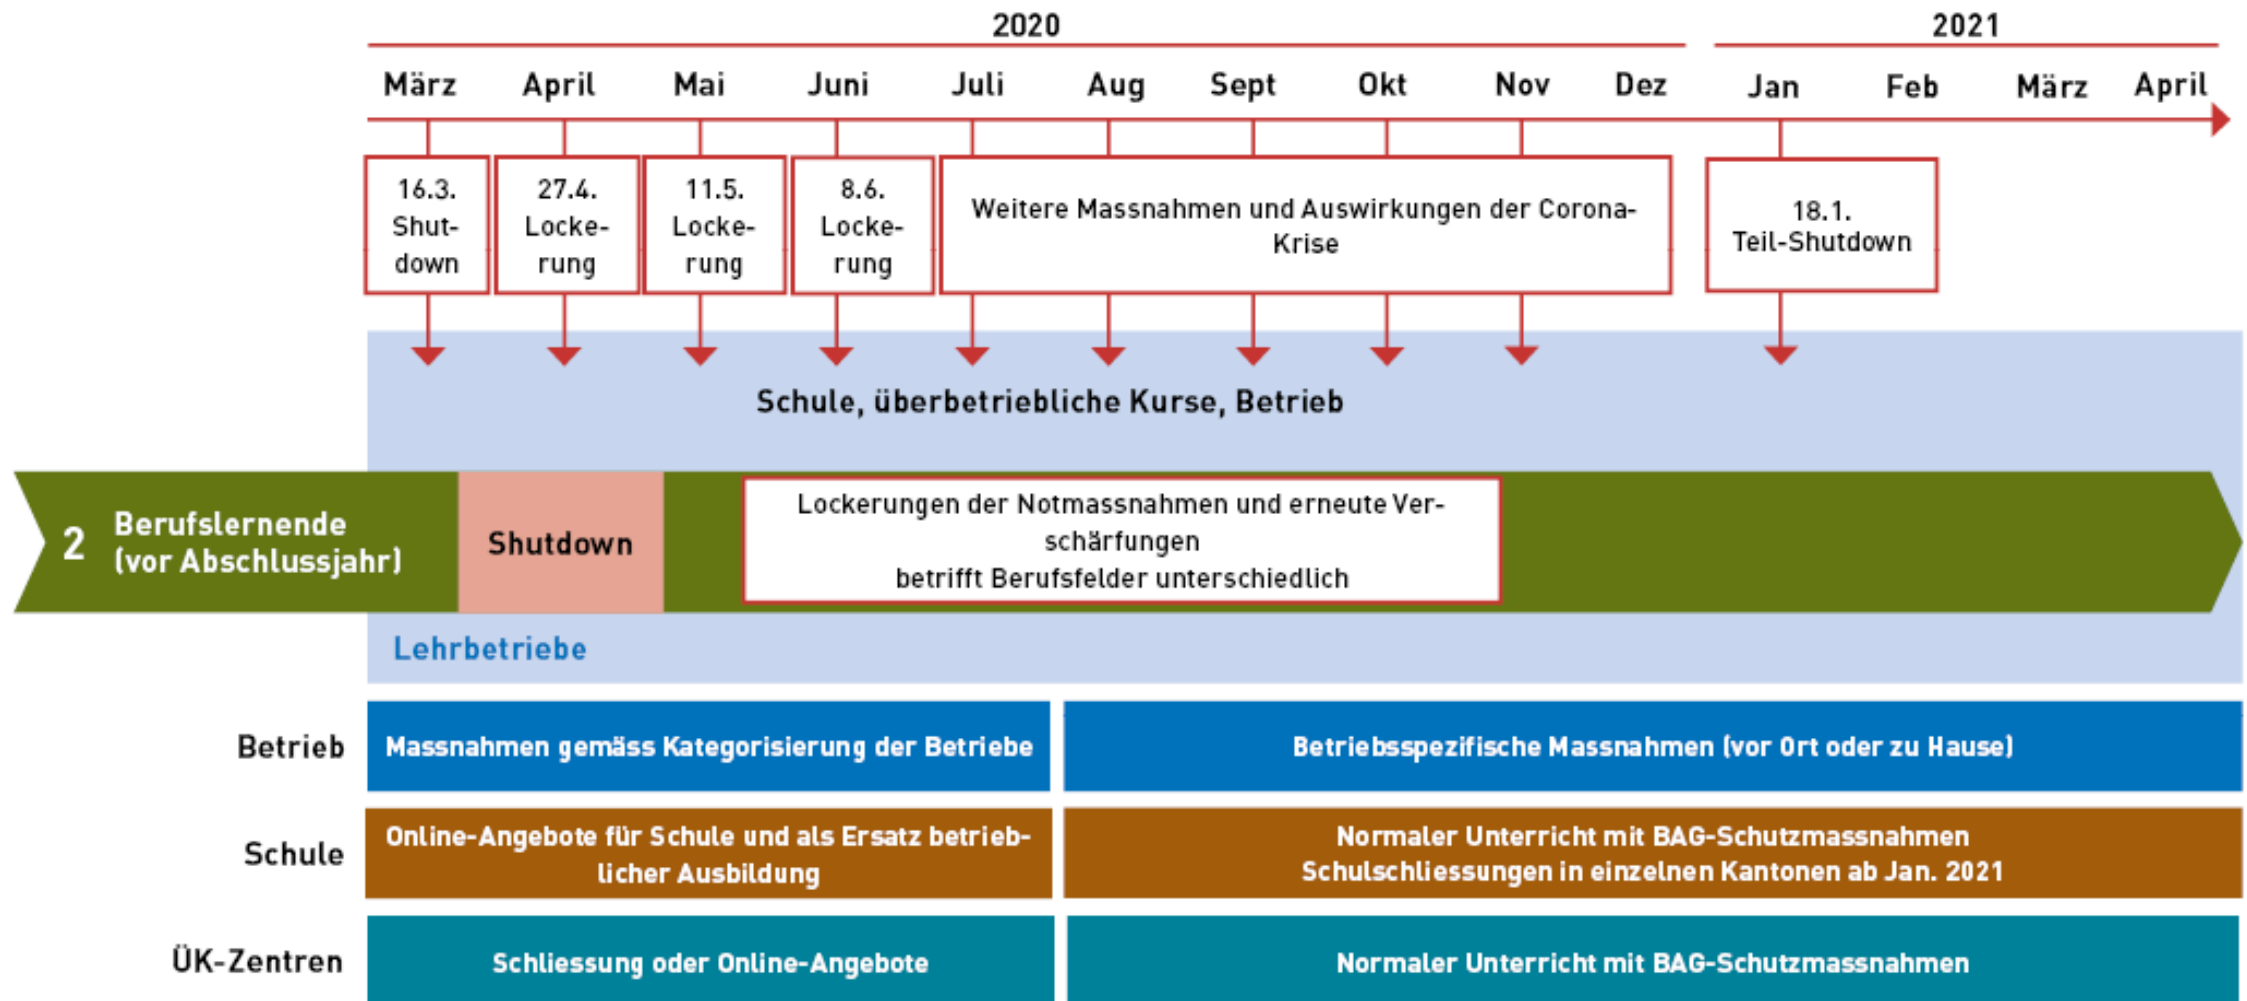 2020
2021
März April Mai Juni Juli Aug Sept Okt Nov Dez Jan Feb März April
16.3.
Shut-
down
27.4.
Locke-
rung
11.5.
Locke-
rung
8.6.
Locke-
rung
Weitere Massnahmen und Auswirkungen der Corona-
Krise
18.1.
Teil-Shutdown
Schule, überbetriebliche Kurse, Betrieb
2
Berufslernende
(vor Abschlussjahr)
Shutdown
Lockerungen der Notmassnahmen und erneute Ver-
schärfungen
betrifft Berufsfelder unterschiedlich
Lehrbetriebe
Betrieb
Massnahmen gemäss Kategorisierung der Betriebe
Betriebsspezifische Massnahmen (vor Ort oder zu Hause)
Schule
Online-Angebote für Schule und als Ersatz betrieb-
licher Ausbildung
Normaler Unterricht mit BAG-Schutzmassnahmen
Schulschliessungen in einzelnen Kantonen ab Jan. 2021
ÜK-Zentren
Schliessung oder Online-Angebote
Normaler Unterricht mit BAG-Schutzmassnahmen